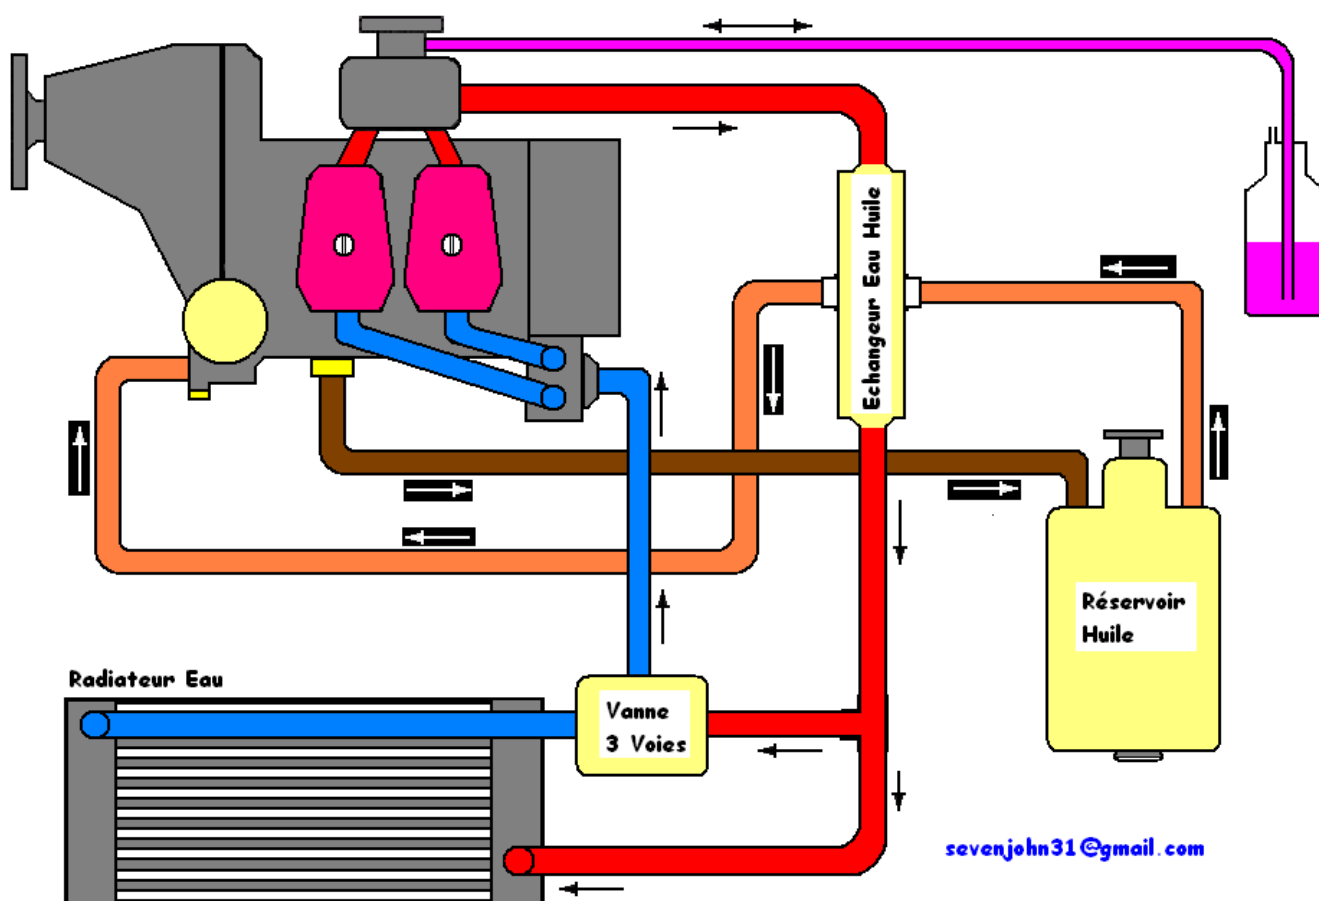 Echangeur Eau Huile
Réservoir
Huile
Radiateur Eau
Vanne
3 Voies
sevenjohn31@gmail.com